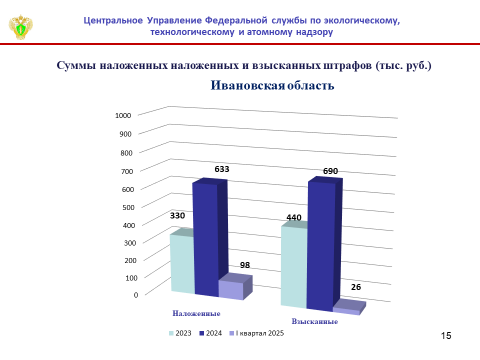 Центральное Управление Федеральной службы по экологическому,
технологическому и атомному надзору
Суммы наложенных наложенных и взысканных штрафов (тыс. руб.)
Ивановская область
1000
900
800
700
600
500
400
300
200
100
0
330
633
98
440
690
26
Наложенные
Взысканные
2023 2024 I квартал 2025
15